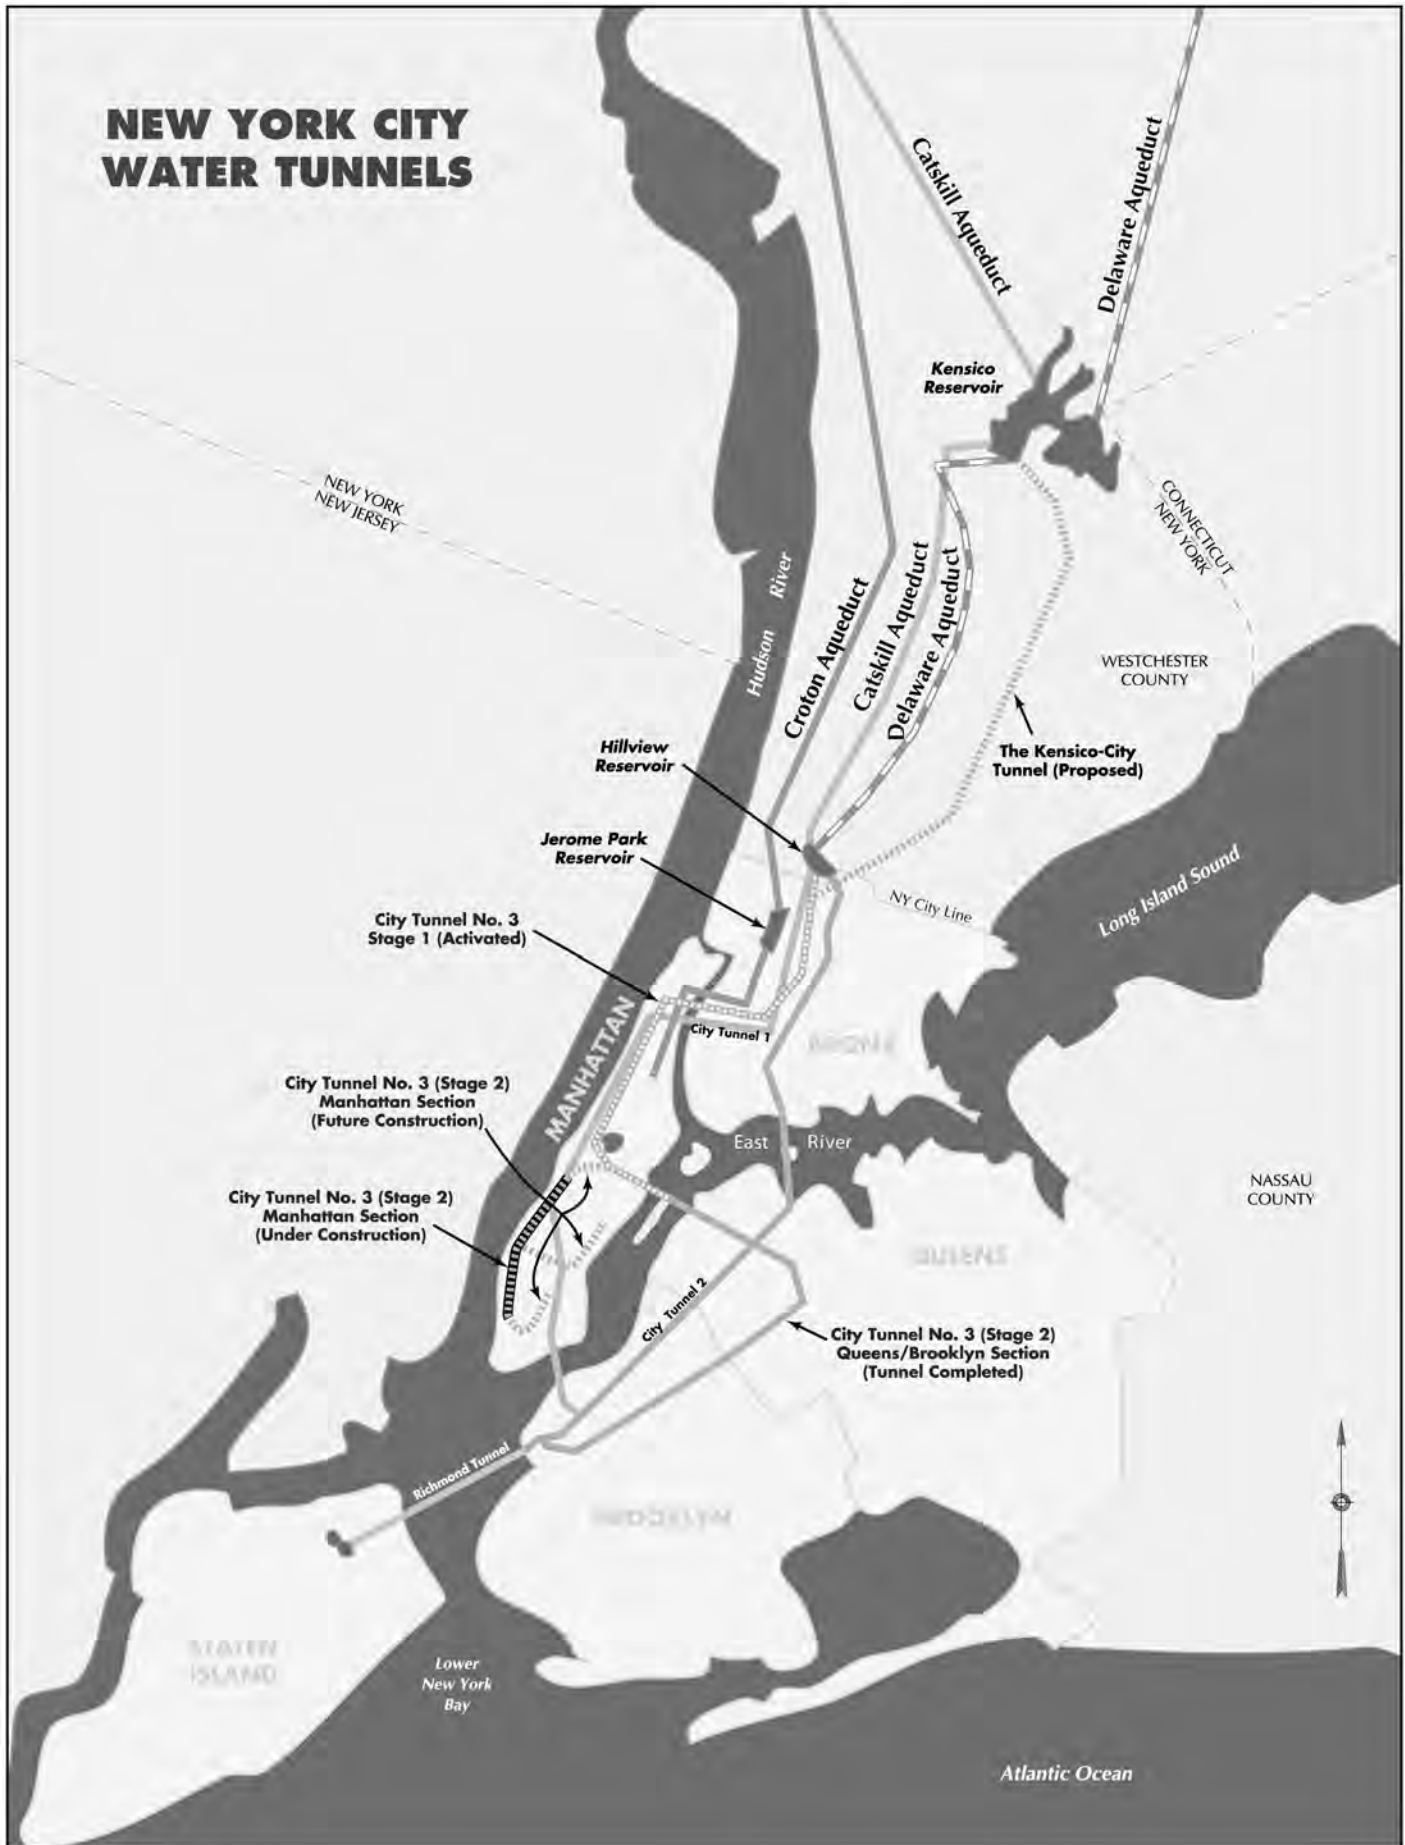 NEW YORK CITY
WATER TUNNELS
Catskill Aqueduct
Delaware Aqueduct
Kensico
Reservoir
NEW YORK
NEW JERSEY
CONNECTICUT
NEW YORK
Hudson River
Croton Aqueduct
Catskill Aqueduct
Delaware Aqueduct
WESTCHESTER
COUNTY
The Kensico-City
Tunnel (Proposed)
Hillview
Reservoir
Jerome Park
Reservoir
Long Island Sound
NY City Line
City Tunnel No. 3
Stage 1 (Activated)
MANHATTAN
City Tunnel 1
BRONX
City Tunnel No. 3 (Stage 2)
Manhattan Section
(Future Construction)
East River
City Tunnel No. 3 (Stage 2)
Manhattan Section
(Under Construction)
NASSAU
COUNTY
QUEENS
City Tunnel 2
City Tunnel No. 3 (Stage 2)
Queens/Brooklyn Section
(Tunnel Completed)
Richmond Tunnel
BROOKLYN
STATEN
ISLAND
Lower
New York
Bay
Atlantic Ocean